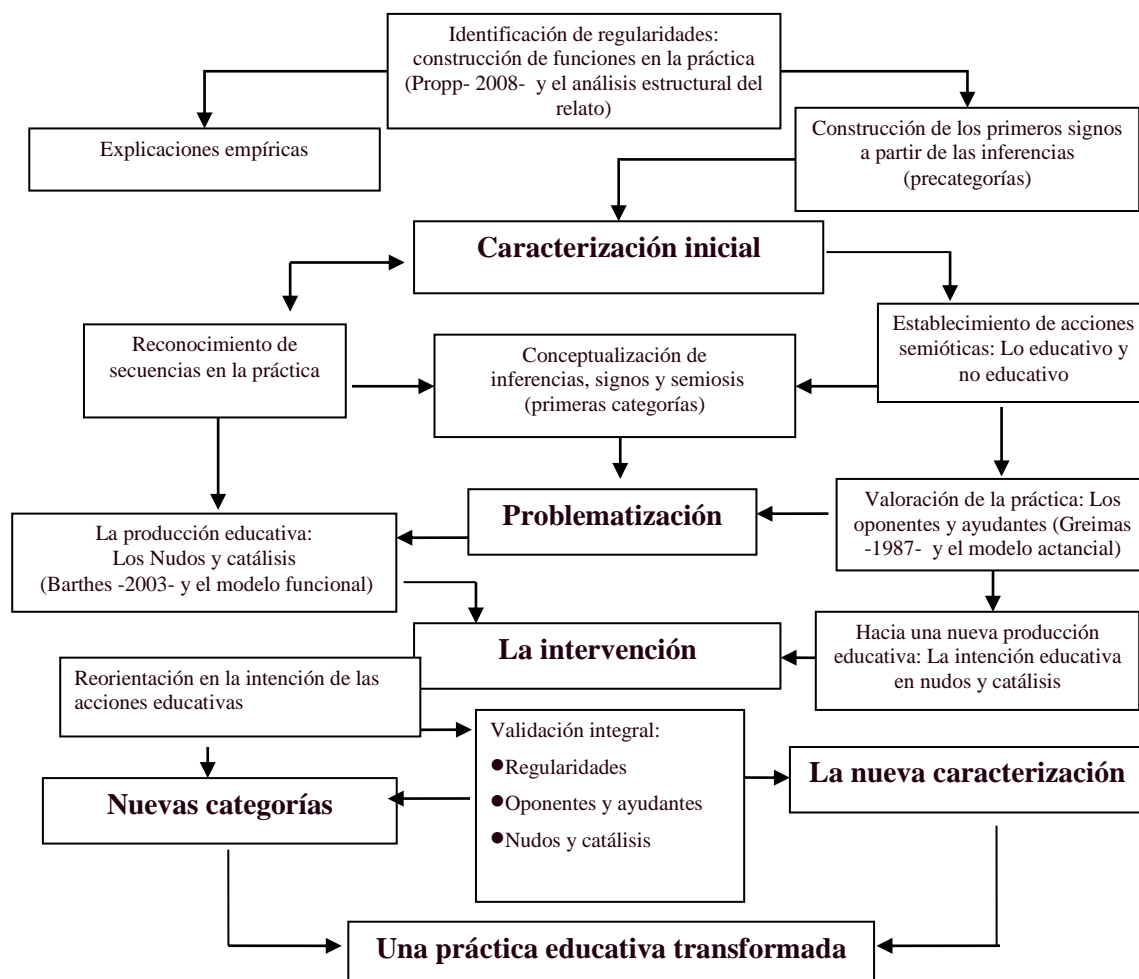 Identificación de regularidades:
construcción de funciones en la práctica
(Propp- 2008- y el análisis estructural del
relato)
Explicaciones empíricas
Construcción de los primeros signos
a partir de las inferencias
(precategorías)
Caracterización inicial
Reconocimiento de
secuencias en la práctica
Conceptualización de
inferencias, signos y semiosis
(primeras categorías)
Establecimiento de acciones
semióticas: Lo educativo y
no educativo
Problematización
Valoración de la práctica: Los
oponentes y ayudantes (Greimas
-1987- y el modelo actancial)
La producción educativa:
Los Nudos y catálisis
(Barthes -2003- y el modelo funcional)
La intervención
Hacia una nueva producción
educativa: La intención educativa
en nudos y catálisis
Reorientación en la intención de las
acciones educativas
Validación integral:
●Regularidades
●Oponentes y ayudantes
●Nudos y catálisis
La nueva caracterización
Nuevas categorías
Una práctica educativa transformada